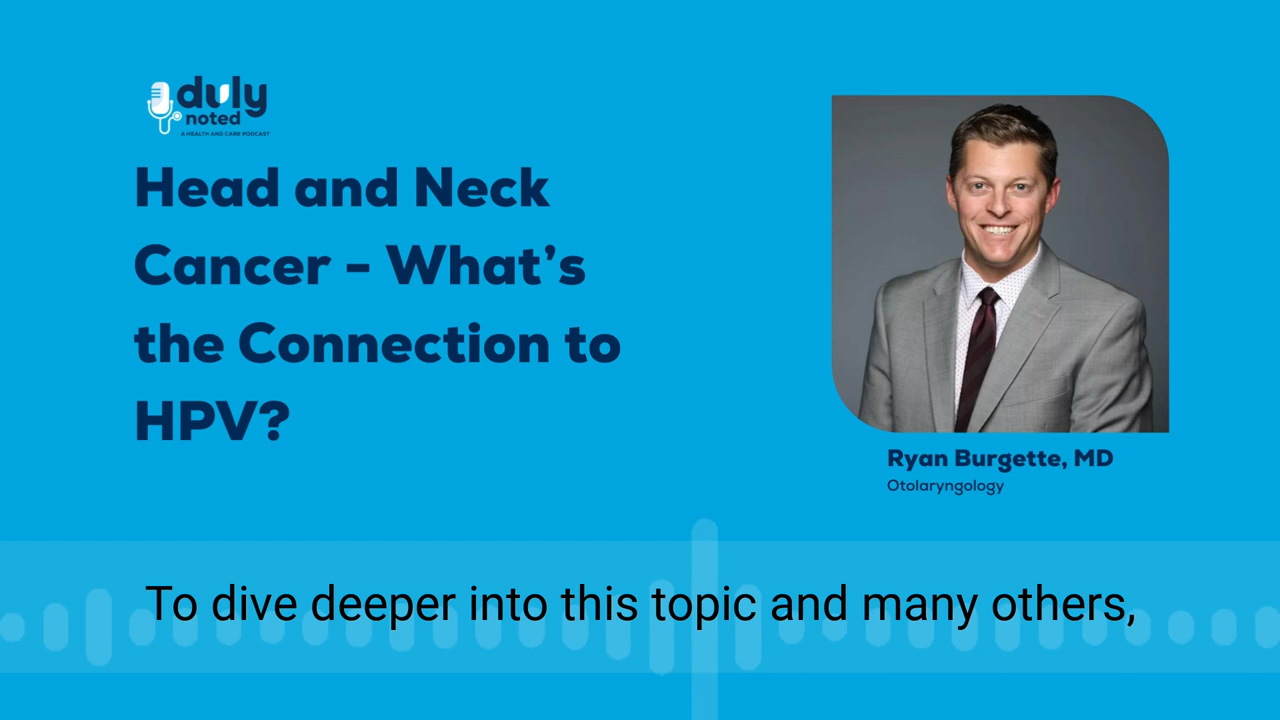 duly
noted
A HEALTH AND CARE PODCAST
Head and Neck
Cancer - What's
the Connection to
HPV?
Ryan Burgette, MD
Otolaryngology
To dive deeper into this topic and many others,